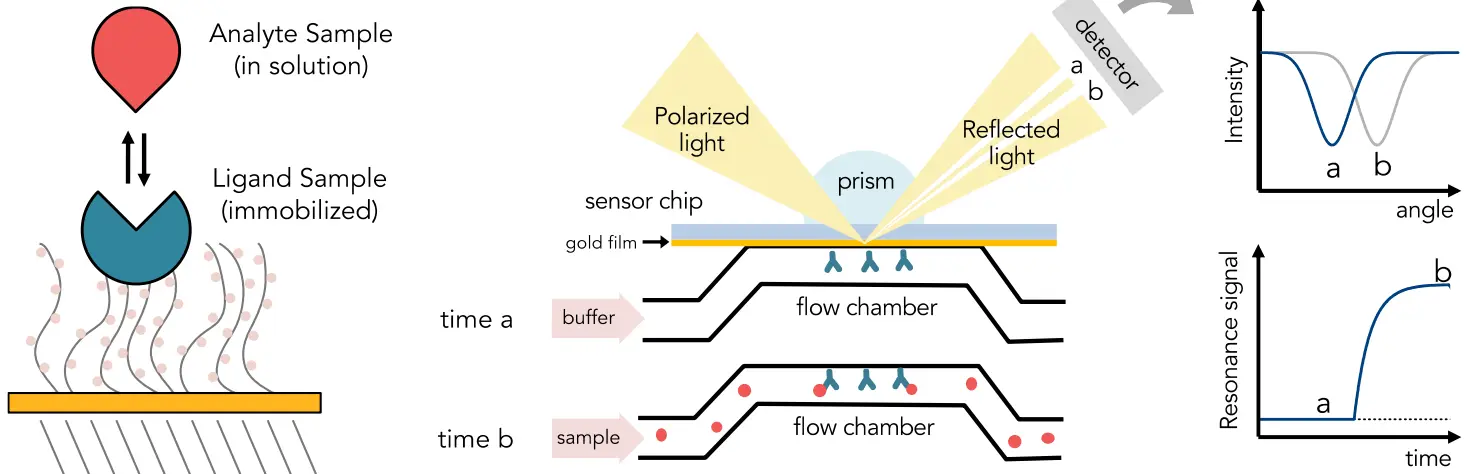 Analyte Sample
(in solution)
Ligand Sample
(immobilized)
Polarized
light
Reflected
light
a
b
detector
prism
sensor chip
gold film
time a
buffer
flow chamber
time b
sample
flow chamber
Intensity
a
b
angle
Resonance signal
a
b
time